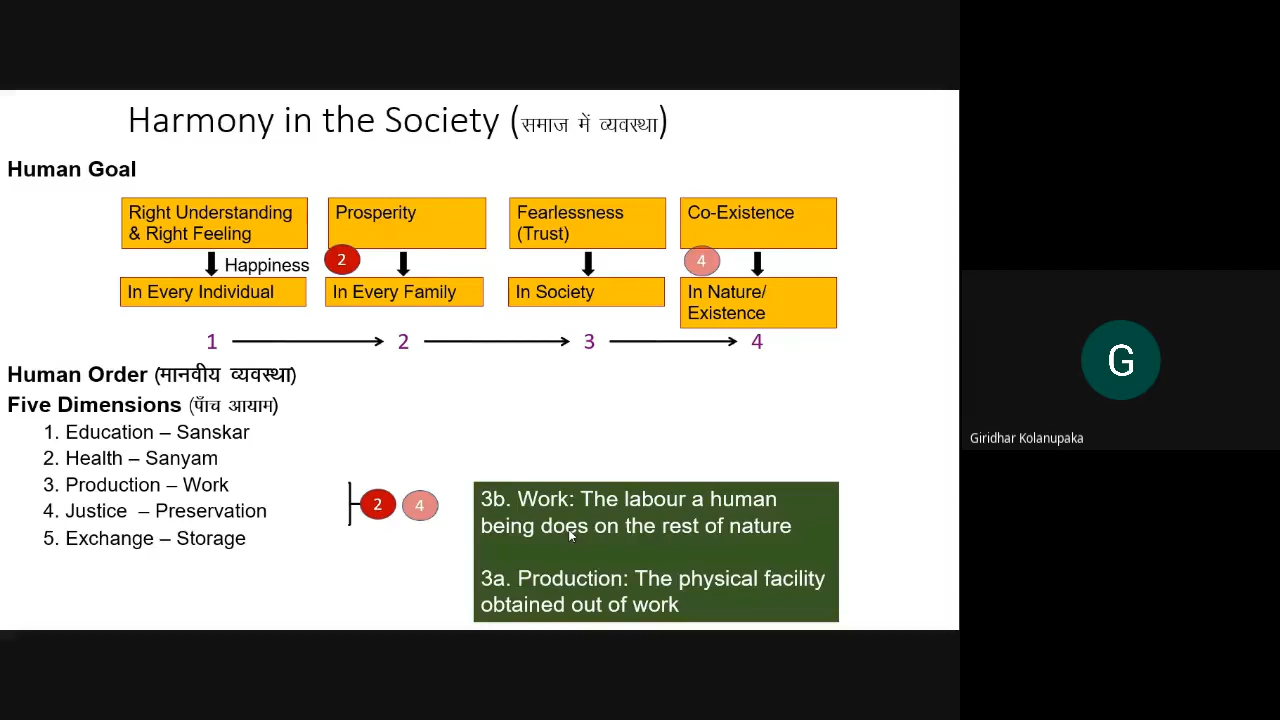 Harmony in the Society (समाज में व्यवस्था)
Human Goal
Right Understanding
& Right Feeling
Prosperity
Fearlessness
(Trust)
Co-Existence
Happiness
2
4
In Every Individual
In Every Family
In Society
In Nature/
Existence
1
2
3
4
Human Order (मानवीय व्यवस्था)
Five Dimensions (पाँच आयाम)
1. Education – Sanskar
2. Health – Sanyam
3. Production – Work
4. Justice – Preservation
5. Exchange – Storage
2
4
3b. Work: The labour a human
being does on the rest of nature
3a. Production: The physical facility
obtained out of work
G
Giridhar Kolanupaka